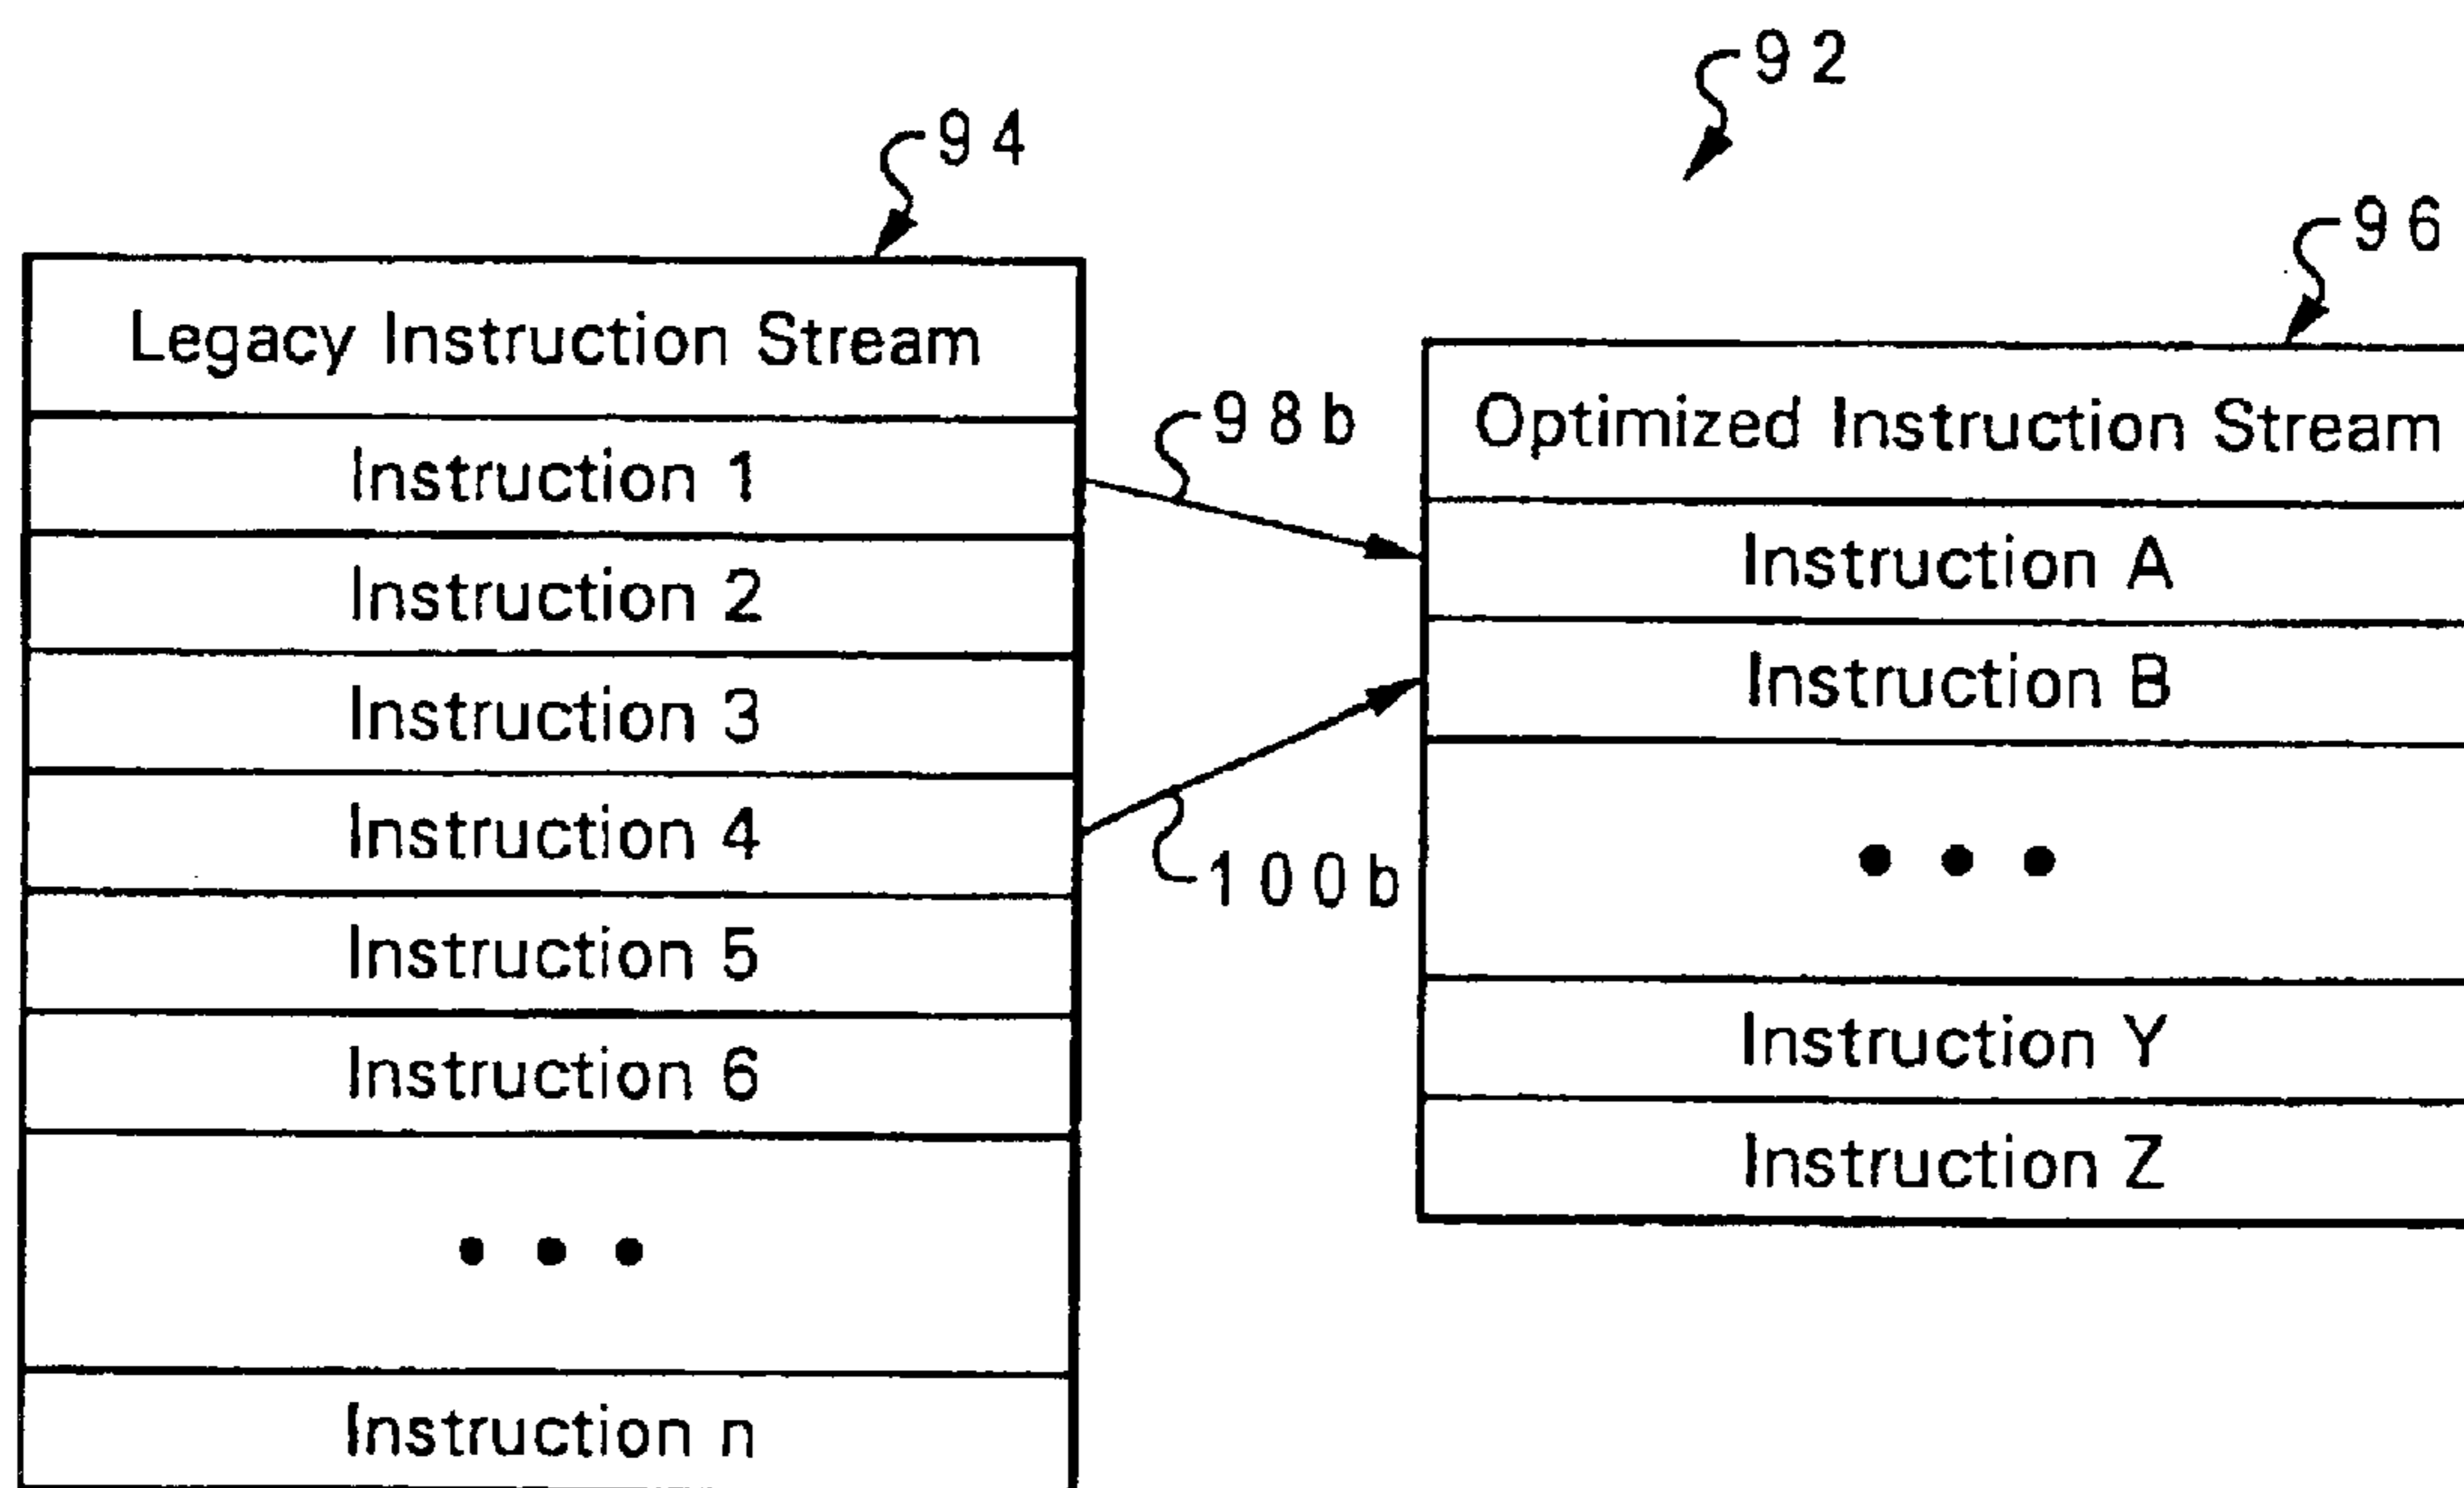 92
94
96
Legacy Instruction Stream
Instruction 1
Instruction 2
Instruction 3
Instruction 4
Instruction 5
Instruction 6
• • •
Instruction n
98b
100b
Optimized Instruction Stream
Instruction A
Instruction B
• • •
Instruction Y
Instruction Z